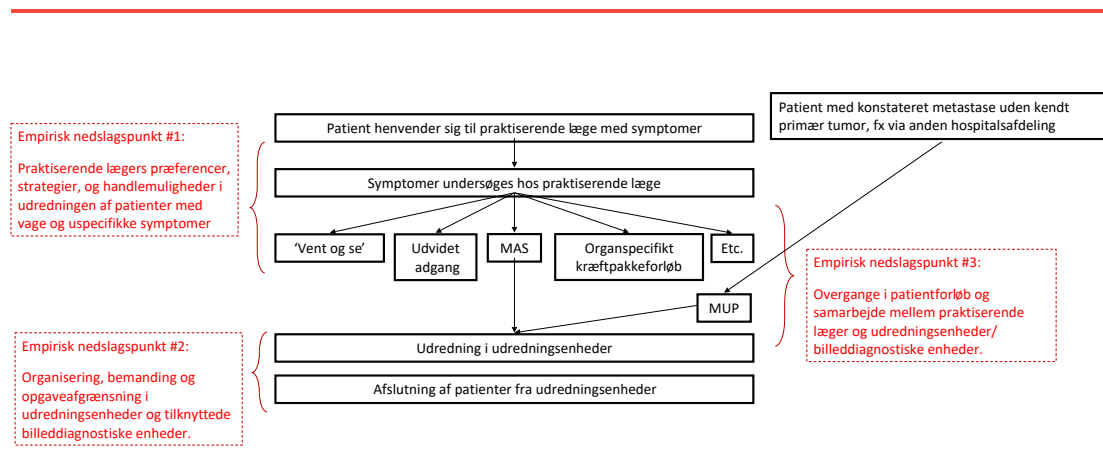 Patient med konstateret metastase uden kendt
primær tumor, fx via anden hospitalsafdeling
Empirisk nedslagspunkt #1:
Praktiserende lægers præferencer,
strategier, og handlemuligheder i
udredningen af patienter med
vage og uspecifikke symptomer
Patient henvender sig til praktiserende læge med symptomer
Symptomer undersøges hos praktiserende læge
‘Vent og se’
Udvidet
adgang
MAS
Organspecifikt
kræftpakkeforløb
Etc.
MUP
Empirisk nedslagspunkt #3:
Overgange i patientforløb og
samarbejde mellem praktiserende
læger og udredningsenheder/
billeddiagnostiske enheder.
Empirisk nedslagspunkt #2:
Organisering, bemanding og
opgaveafgrænsning i
udredningsenheder og tilknyttede
billeddiagnostiske enheder.
Udredning i udredningsenheder
Afslutning af patienter fra udredningsenheder